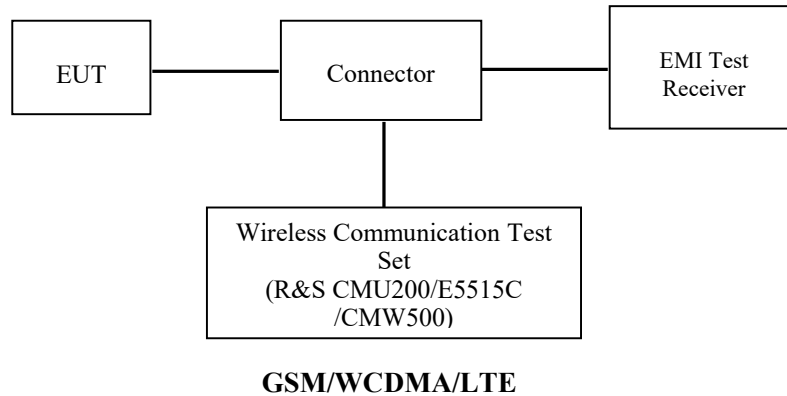 EUT
Connector
EMI Test
Receiver
Wireless Communication Test
Set
(R&S CMU200/E5515C
/CMW500)
GSM/WCDMA/LTE